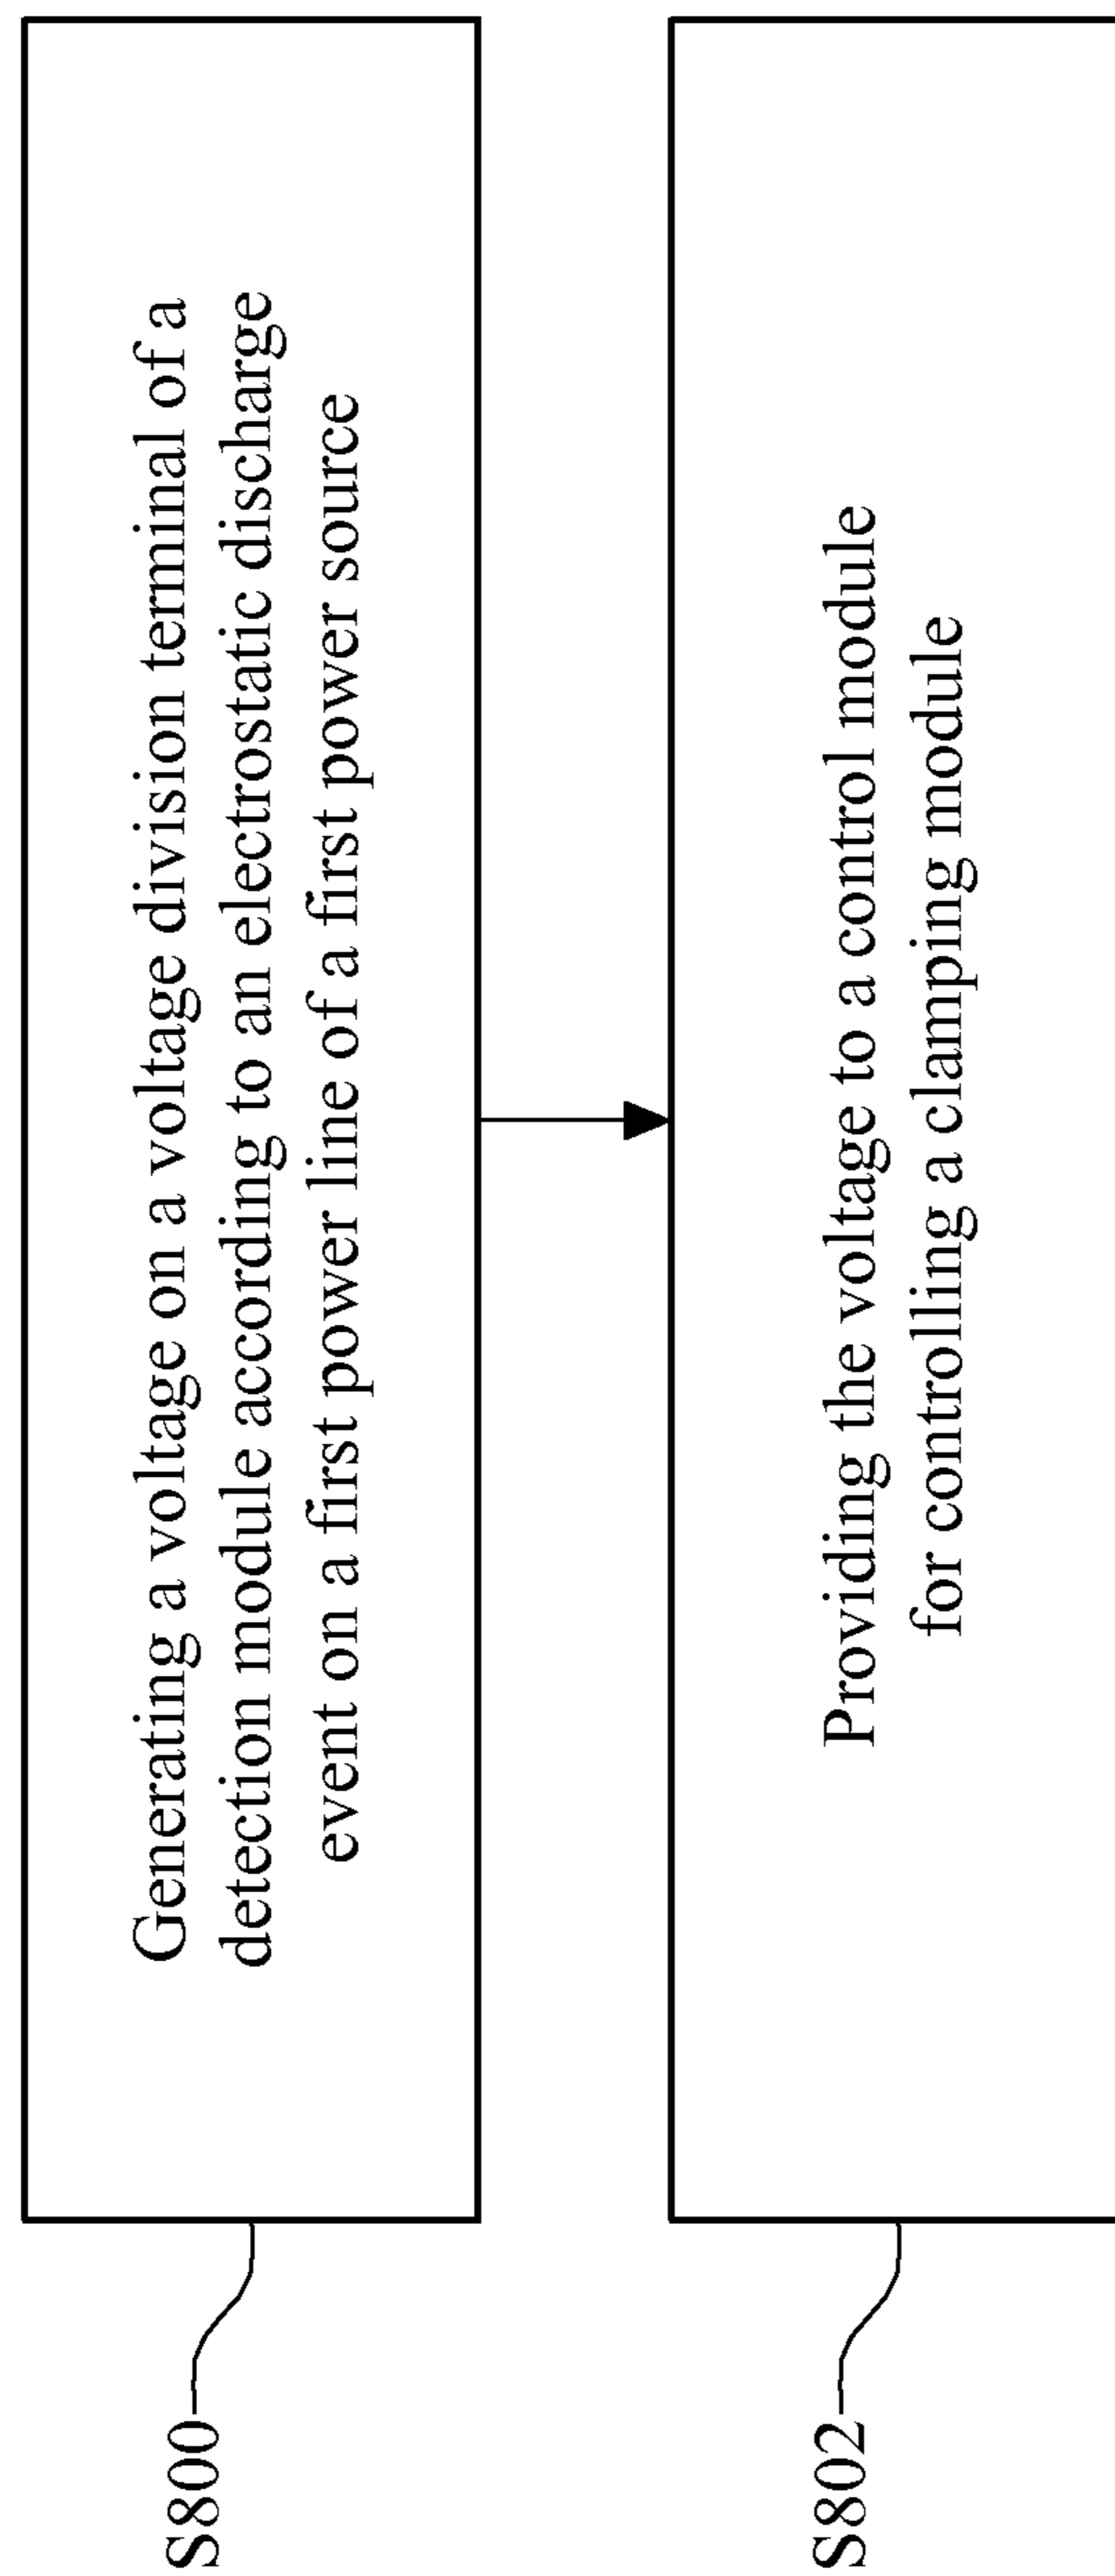 S800
Generating a voltage on a voltage division terminal of a
detection module according to an electrostatic discharge
event on a first power line of a first power source
S802
Providing the voltage to a control module
for controlling a clamping module